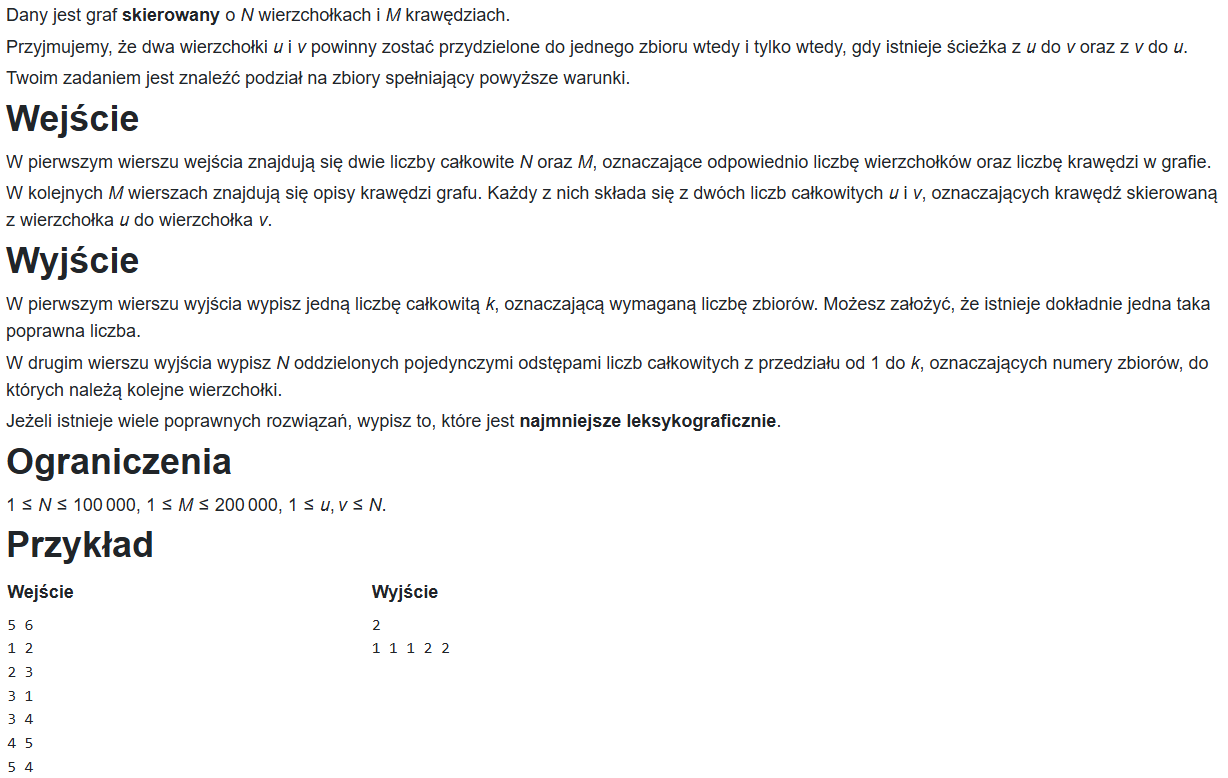 Dany jest graf skierowany o N wierzchołkach i M krawędziach.
Przyjmujemy, że dwa wierzchołki u i v powinny zostać przydzielone do jednego zbioru wtedy i tylko wtedy, gdy istnieje ścieżka z u do v oraz z v do u.
Twoim zadaniem jest znaleźć podział na zbiory spełniający powyższe warunki.
Wejście
W pierwszym wierszu wejścia znajdują się dwie liczby całkowite N oraz M, oznaczające odpowiednio liczbę wierzchołków oraz liczbę krawędzi w grafie.
W kolejnych M wierszach znajdują się opisy krawędzi grafu. Każdy z nich składa się z dwóch liczb całkowitych u i v, oznaczających krawędź skierowaną
z wierzchołka u do wierzchołka v.
Wyjście
W pierwszym wierszu wyjścia wypisz jedną liczbę całkowitą k, oznaczającą wymaganą liczbę zbiorów. Możesz założyć, że istnieje dokładnie jedna taka
poprawna liczba.
W drugim wierszu wyjścia wypisz N oddzielonych pojedynczymi odstępami liczb całkowitych z przedziału od 1 do k, oznaczających numery zbiorów, do
których należą kolejne wierzchołki.
Jeżeli istnieje wiele poprawnych rozwiązań, wypisz to, które jest najmniejsze leksykograficznie.
Ograniczenia
1 ≤ N ≤ 100 000, 1 ≤ M ≤ 200 000, 1 ≤ u, v ≤ N.
Przykład
Wejście Wyjście
5 6 2
1 2 1 1 1 2 2
2 3
3 1
3 4
4 5
5 4